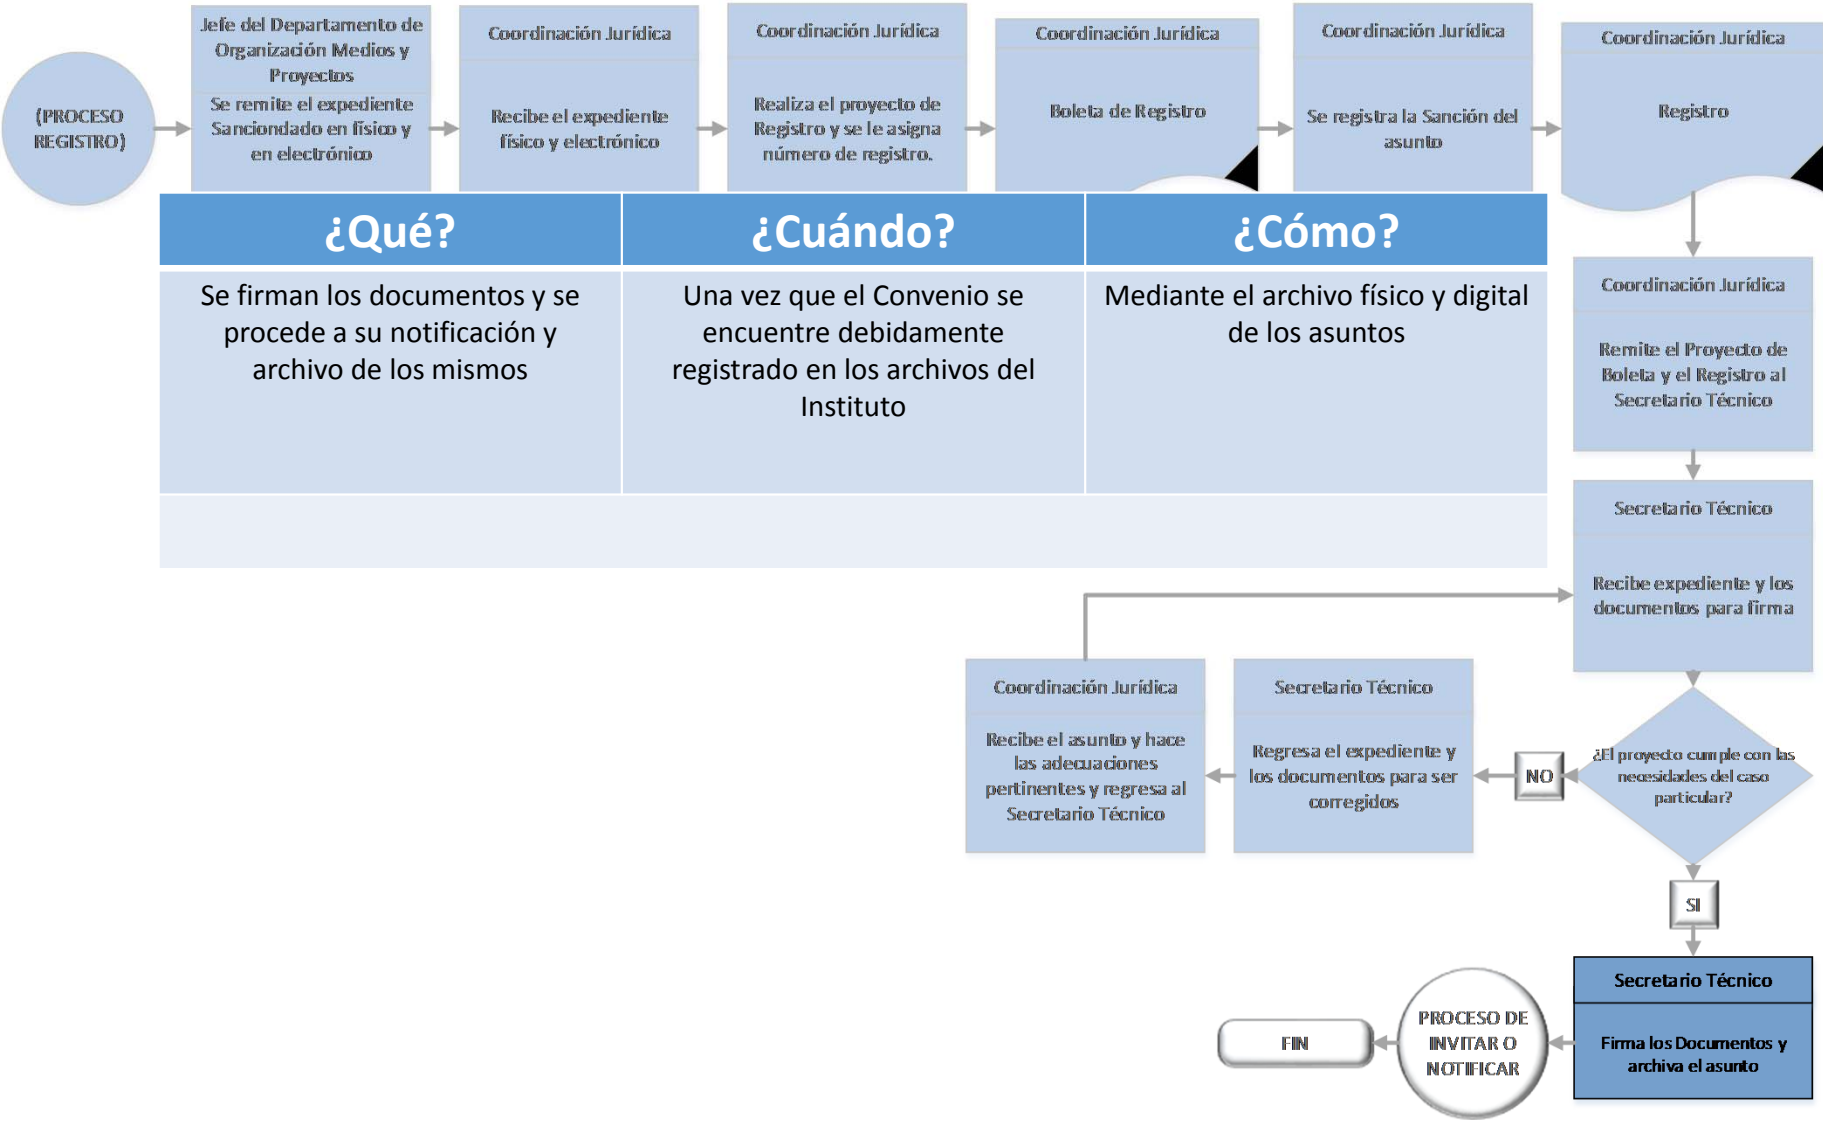 (PROCESO
REGISTRO)
Jefe del Departamento de
Organización Medios y
Proyectos
Se remite el expediente
Sanciondado en físico y
en electrónico
Coordinación Jurídica
Recibe el expediente
físico y electrónico
Coordinación Jurídica
Realiza el proyecto de
Registro y se le asigna
número de registro.
Coordinación Jurídica
Boleta de Registro
Coordinación Jurídica
Se registra la Sanción del
asunto
Coordinación Jurídica
Registro
¿Qué?
¿Cuándo?
¿Cómo?
Se firman los documentos y se
procede a su notificación y
archivo de los mismos
Una vez que el Convenio se
encuentre debidamente
registrado en los archivos del
Instituto
Mediante el archivo físico y digital
de los asuntos
Coordinación Jurídica
Remite el Proyecto de
Boleta y el Registro al
Secretario Técnico
Secretario Técnico
Recibe expediente y los
documentos para firma
¿El proyecto cumple con las
necesidades del caso
particular?
NO
Secretario Técnico
Regresa el expediente y
los documentos para ser
corregidos
Coordinación Jurídica
Recibe el asunto y hace
las adecuaciones
pertinentes y regresa al
Secretario Técnico
SI
Secretario Técnico
Firma los Documentos y
archiva el asunto
PROCESO DE
INVITAR O
NOTIFICAR
FIN